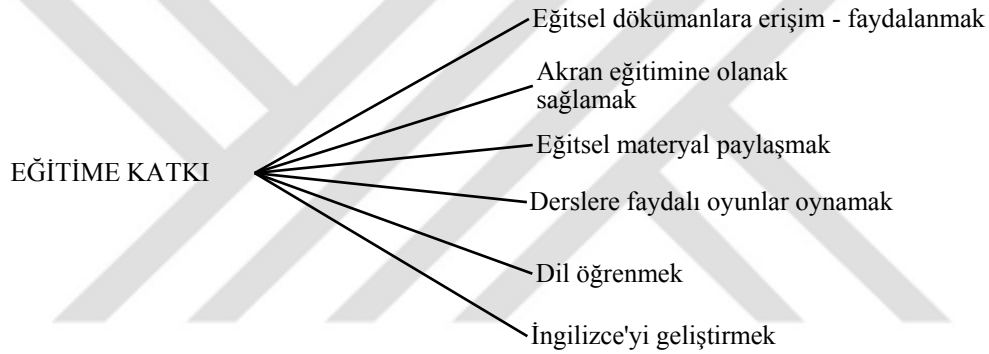 Eğitsel dökümanlara erişim - faydalanmak
Akran eğitimine olanak
sağlamak
Eğitsel materyal paylaşmak
EĞİTİME KATKI
Derslere faydalı oyunlar oynamak
Dil öğrenmek
İngilizce'yi geliştirmek